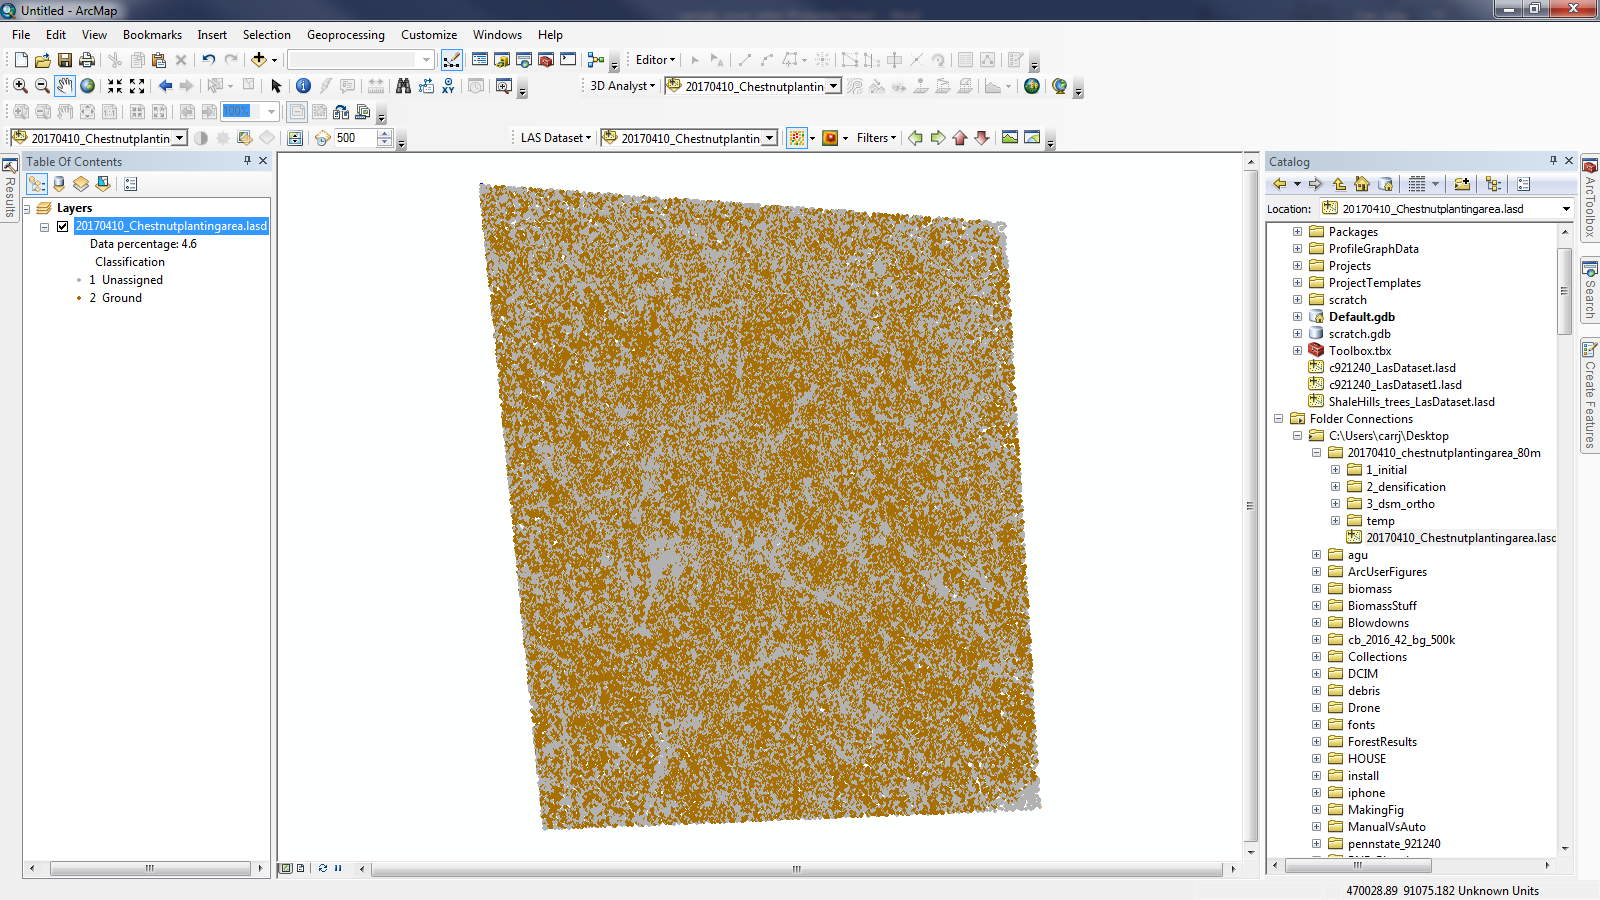 Untitled - ArcMap
File Edit View Bookmarks Insert Selection Geoprocessing Customize Windows Help
Editor
3D Analyst 20170410_Chestnutplantin
100%
20170410_Chestnutplantin 500 LAS Dataset 20170410_Chestnutplantin Filters
Results
Table Of Contents
Layers
20170410_Chestnutplantingarea.lasd
Data percentage: 4.6
Classification
1 Unassigned
2 Ground
Catalog
Location: 20170410_Chestnutplantingarea.lasd
Packages
ProfileGraphData
Projects
ProjectTemplates
scratch
Default.gdb
scratch.gdb
Toolbox.tbx
c921240_LasDataset.lasd
c921240_LasDataset1.lasd
ShaleHills_trees_LasDataset.lasd
Folder Connections
C:\Users\carrj\Desktop
20170410_chestnutplantingarea_80m
1_initial
2_densification
3_dsm_ortho
temp
20170410_Chestnutplantingarea.lasd
agu
ArcUserFigures
biomass
BiomassStuff
Blowdowns
cb_2016_42_bg_500k
Collections
DCIM
debris
Drone
fonts
ForestResults
HOUSE
install
iphone
MakingFig
ManualVsAuto
pennstate_921240
ArcToolbox
Search
Create Features
470028.89 91075.182 Unknown Units